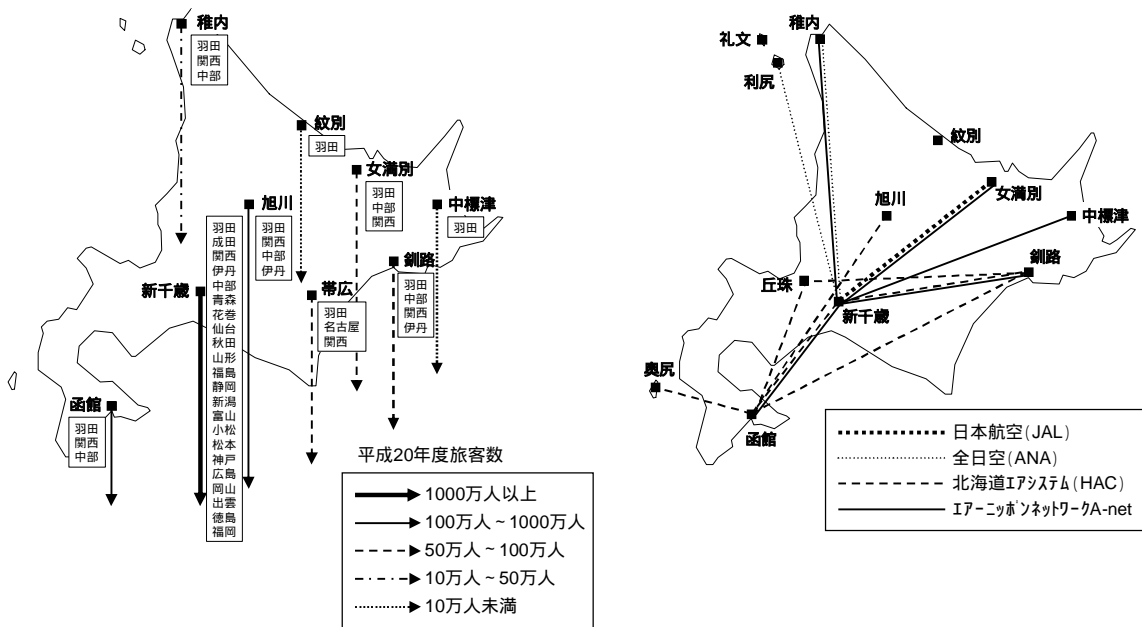 稚内
羽田
関西
中部
紋別
羽田
女満別
羽田
中部
関西
旭川
羽田
関西
中部
伊丹
中標津
羽田
釧路
羽田
中部
関西
伊丹
新千歳
羽田
成田
関西
伊丹
中部
青森
花巻
仙台
秋田
山形
福島
静岡
新潟
富山
小松
松本
神戸
広島
岡山
出雲
徳島
福岡
帯広
羽田
名古屋
関西
函館
羽田
関西
中部
平成20年度旅客数
1000万人以上
100万人~1000万人
50万人~100万人
10万人~50万人
10万人未満
稚内
礼文
利尻
紋別
女満別
旭川
中標津
釧路
丘珠
新千歳
奥尻
函館
日本航空(JAL)
全日空(ANA)
北海道ｴｱｼｽﾃﾑ(HAC)
ｴｱｰﾆｯﾎﾟﾝﾈｯﾄﾜｰｸA-net